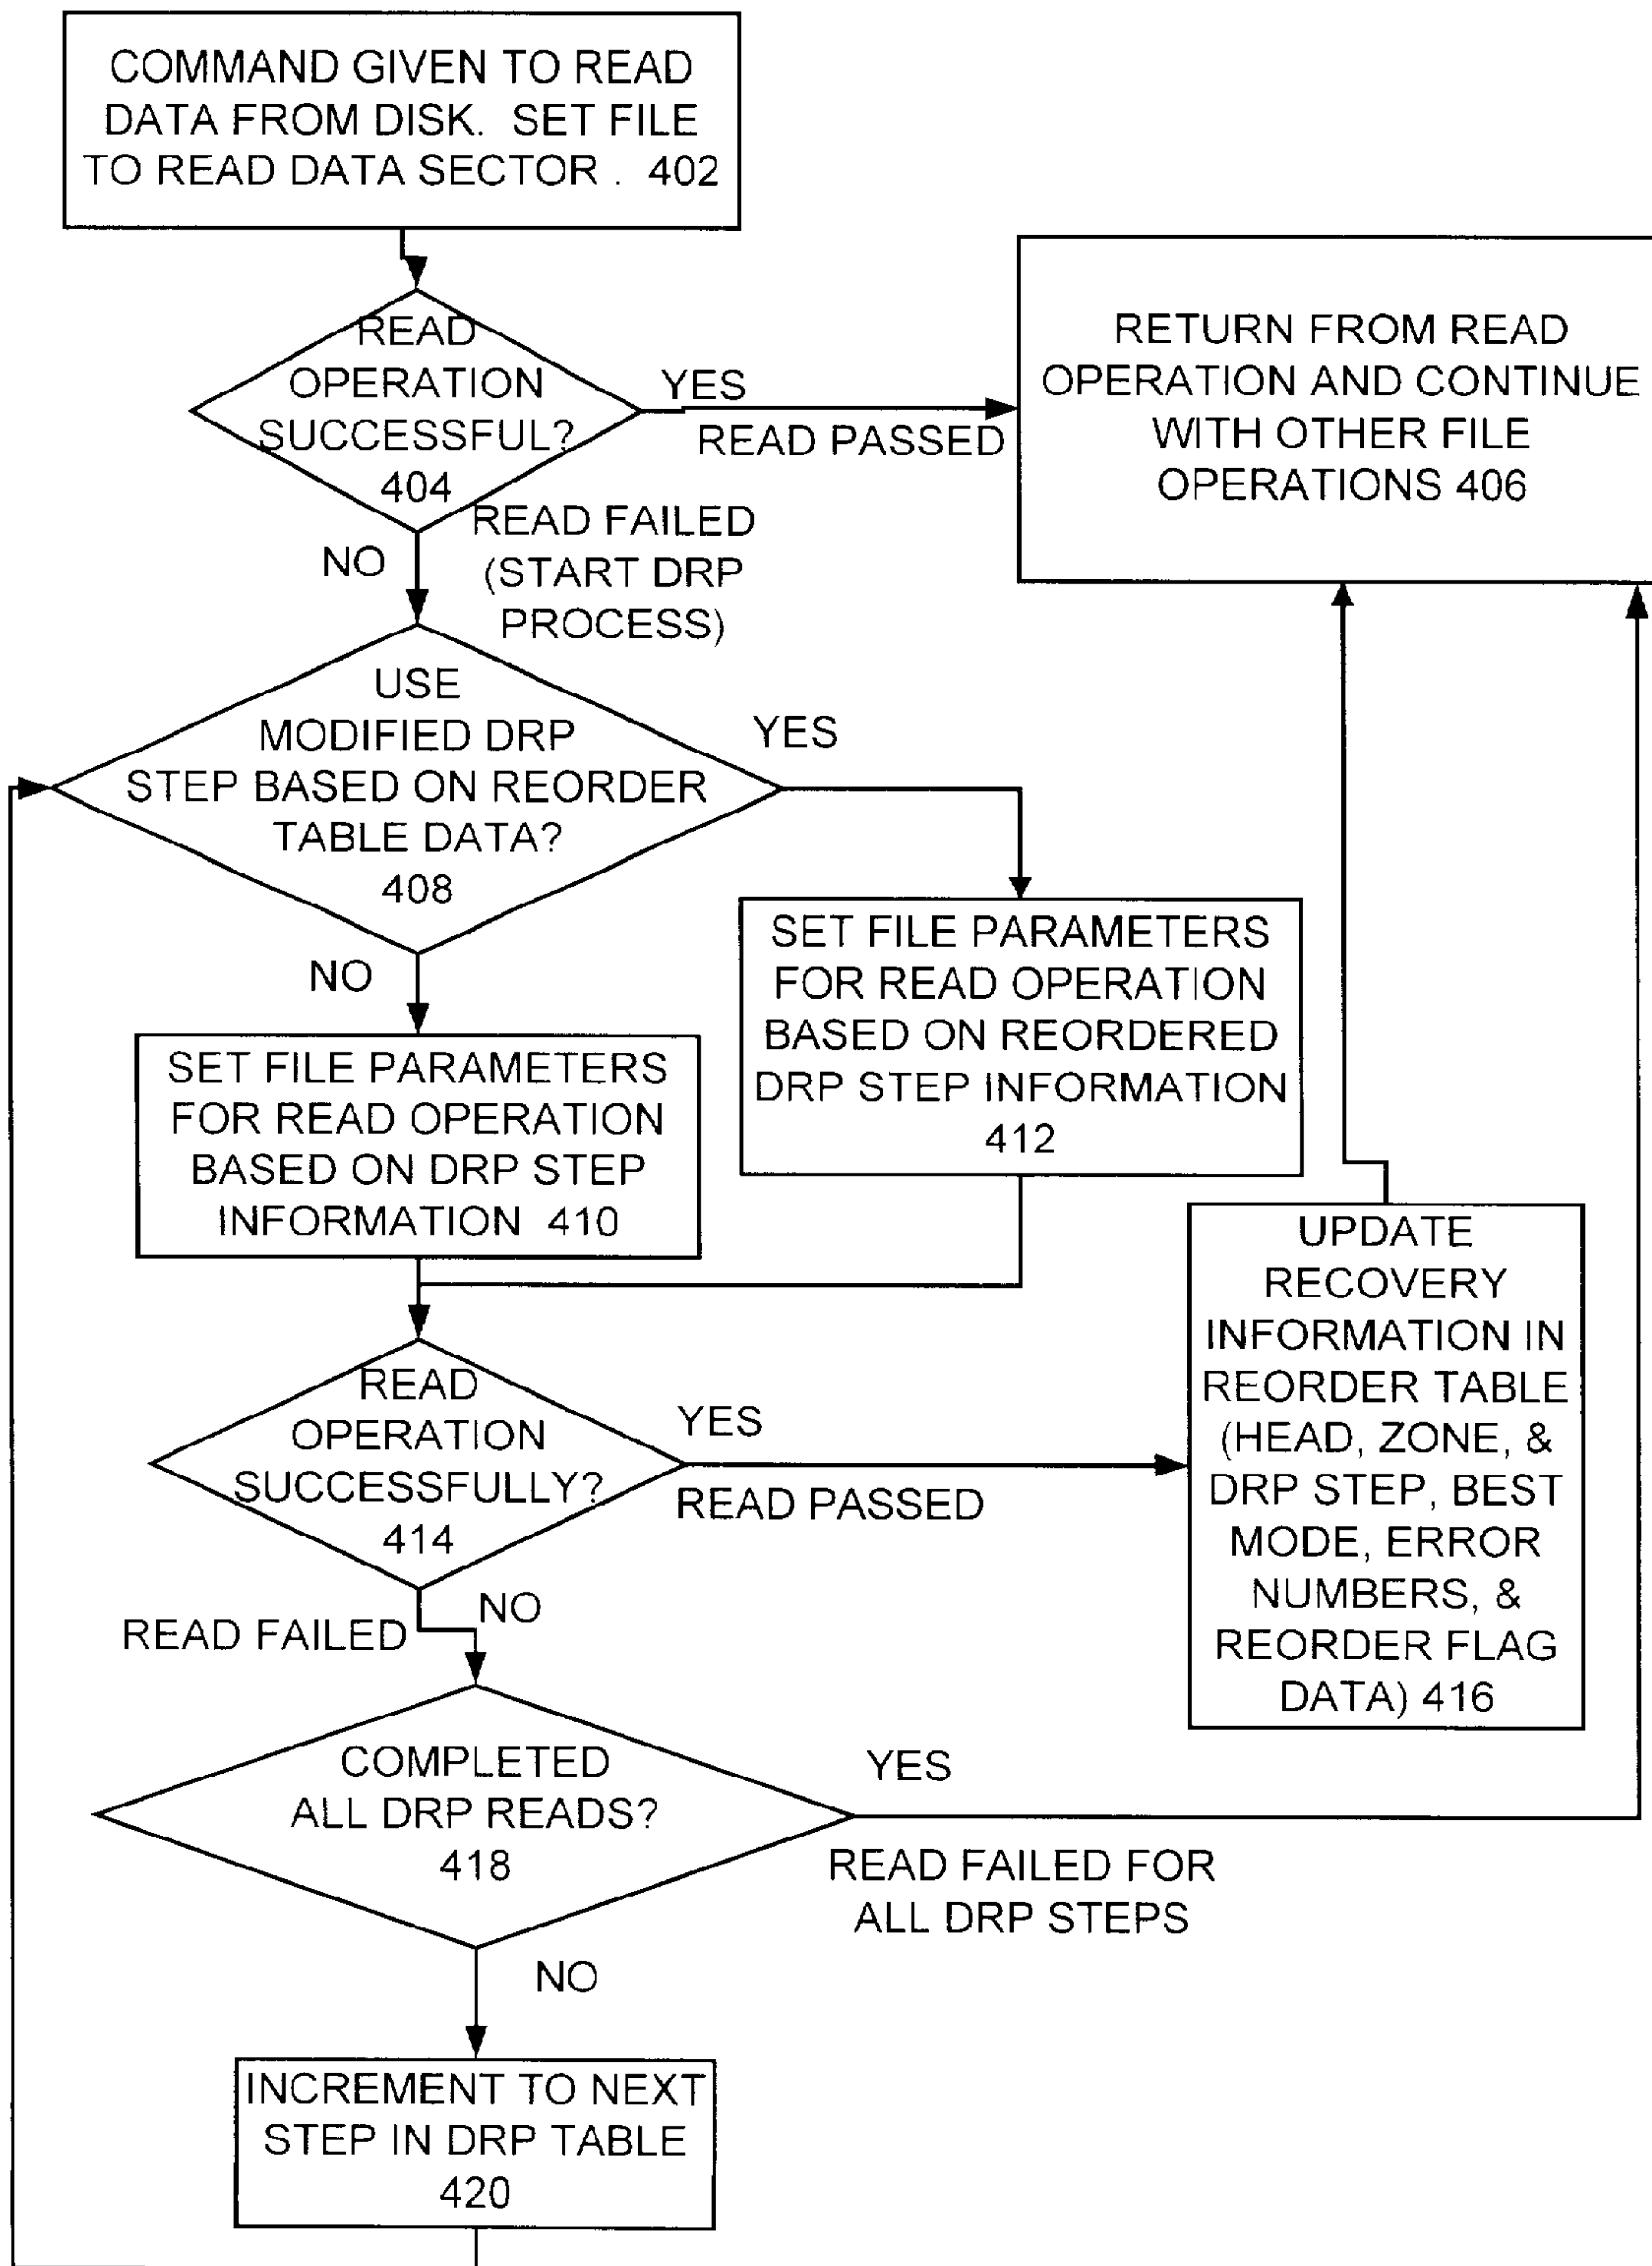 COMMAND GIVEN TO READ
DATA FROM DISK. SET FILE
TO READ DATA SECTOR . 402
READ
OPERATION
SUCCESSFUL?
404
YES
READ PASSED
RETURN FROM READ
OPERATION AND CONTINUE
WITH OTHER FILE
OPERATIONS 406
NO
READ FAILED
(START DRP
PROCESS)
USE
MODIFIED DRP
STEP BASED ON REORDER
TABLE DATA?
408
YES
NO
SET FILE PARAMETERS
FOR READ OPERATION
BASED ON REORDERED
DRP STEP INFORMATION
412
SET FILE PARAMETERS
FOR READ OPERATION
BASED ON DRP STEP
INFORMATION 410
READ
OPERATION
SUCCESSFULLY?
414
YES
READ PASSED
UPDATE
RECOVERY
INFORMATION IN
REORDER TABLE
(HEAD, ZONE, &
DRP STEP, BEST
MODE, ERROR
NUMBERS, &
REORDER FLAG
DATA) 416
NO
READ FAILED
COMPLETED
ALL DRP READS?
418
YES
READ FAILED FOR
ALL DRP STEPS
NO
INCREMENT TO NEXT
STEP IN DRP TABLE
420